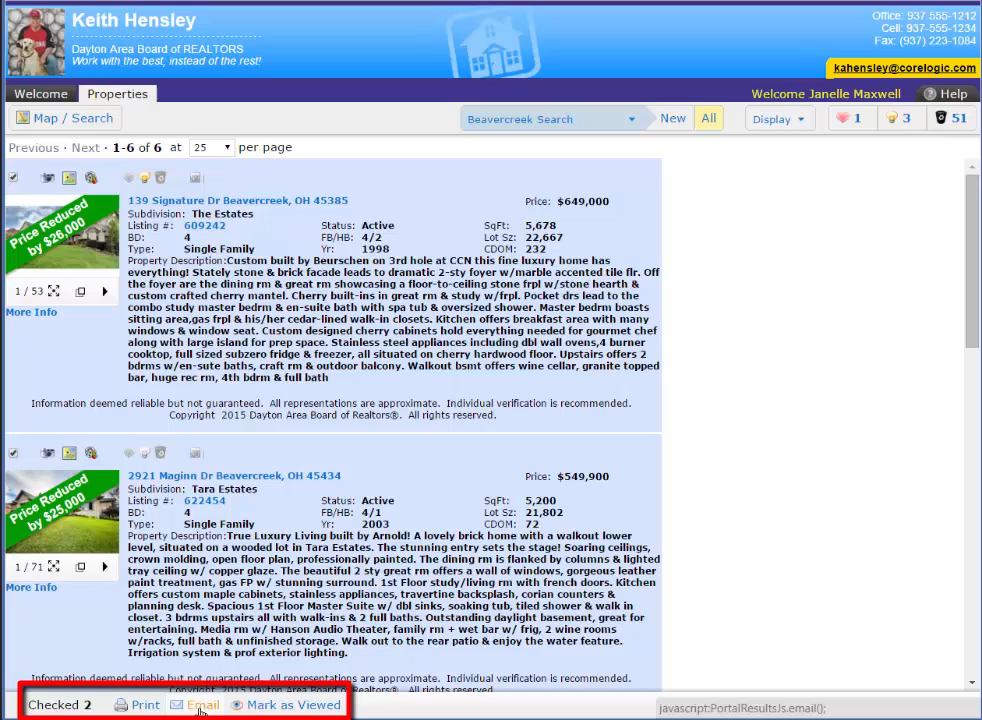 Keith Hensley
Dayton Area Board of REALTORS
Work with the best, instead of the rest!
Office: 937 555-1212
Cell: 937-555-1234
Fax: (937) 223-1084
kahensley@corelogic.com
Welcome
Properties
Welcome Janelle Maxwell
Help
Map / Search
Beavercreek Search
New
All
Display
1
3
51
Previous · Next · 1-6 of 6 at 25 per page
Price Reduced
by $26,000
1 / 53
More Info
139 Signature Dr Beavercreek, OH 45385 Price: $649,000
Subdivision: The Estates
Listing #: 609242 Status: Active SqFt: 5,678
BD: 4 FB/HB: 4/2 Lot Sz: 22,667
Type: Single Family Yr: 1998 CDOM: 232
Property Description:Custom built by Beurschen on 3rd hole at CCN this fine luxury home has
everything! Stately stone & brick facade leads to dramatic 2-sty foyer w/marble accented tile flr. Off
the foyer are the dining rm & great rm showcasing a floor-to-ceiling stone frpl w/stone hearth &
custom crafted cherry mantel. Cherry built-ins in great rm & study w/frpl. Pocket drs lead to the
combo study master bedrm & en-suite bath with spa tub & oversized shower. Master bedrm boasts
sitting area,gas frpl & his/her cedar-lined walk-in closets. Kitchen offers breakfast area with many
windows & window seat. Custom designed cherry cabinets hold everything needed for gourmet chef
along with large island for prep space. Stainless steel appliances including dbl wall ovens,4 burner
cooktop, full sized subzero fridge & freezer, all situated on cherry hardwood floor. Upstairs offers 2
bdrms w/en-sute baths, craft rm & outdoor balcony. Walkout bsmt offers wine cellar, granite topped
bar, huge rec rm, 4th bdrm & full bath
Information deemed reliable but not guaranteed. All representations are approximate. Individual verification is recommended.
Copyright 2015 Dayton Area Board of Realtors®. All rights reserved.
Price Reduced
by $25,000
1 / 71
More Info
2921 Maginn Dr Beavercreek, OH 45434 Price: $549,900
Subdivision: Tara Estates
Listing #: 622454 Status: Active SqFt: 5,200
BD: 4 FB/HB: 4/1 Lot Sz: 21,802
Type: Single Family Yr: 2003 CDOM: 72
Property Description:True Luxury Living built by Arnold! A lovely brick home with a walkout lower
level, situated on a wooded lot in Tara Estates. The stunning entry sets the stage! Soaring ceilings,
crown molding, open floor plan, professionally painted. The dining rm is flanked by columns & lighted
tray ceiling w/ copper glaze. The beautiful 2 sty great rm offers a wall of windows, gorgeous leather
paint treatment, gas FP w/ stunning surround. 1st Floor study/living rm with french doors. Kitchen
offers custom maple cabinets, stainless appliances, travertine backsplash, corian counters &
planning desk. Spacious 1st Floor Master Suite w/ dbl sinks, soaking tub, tiled shower & walk in
closet. 3 bdrms upstairs all with walk-ins & 2 full baths. Outstanding daylight basement, great for
entertaining. Media rm w/ Hanson Audio Theater, family rm + wet bar w/ frig, 2 wine rooms
w/racks, full bath & unfinished storage. Walk out to the rear patio & enjoy the water feature.
Irrigation system & prof exterior lighting.
Information deemed reliable but not guaranteed. All representations are approximate. Individual verification is recommended.
Copyright 2015 Dayton Area Board of Realtors®. All rights reserved.
Checked 2 Print Email Mark as Viewed
javascript:PortalResultsJs.email();